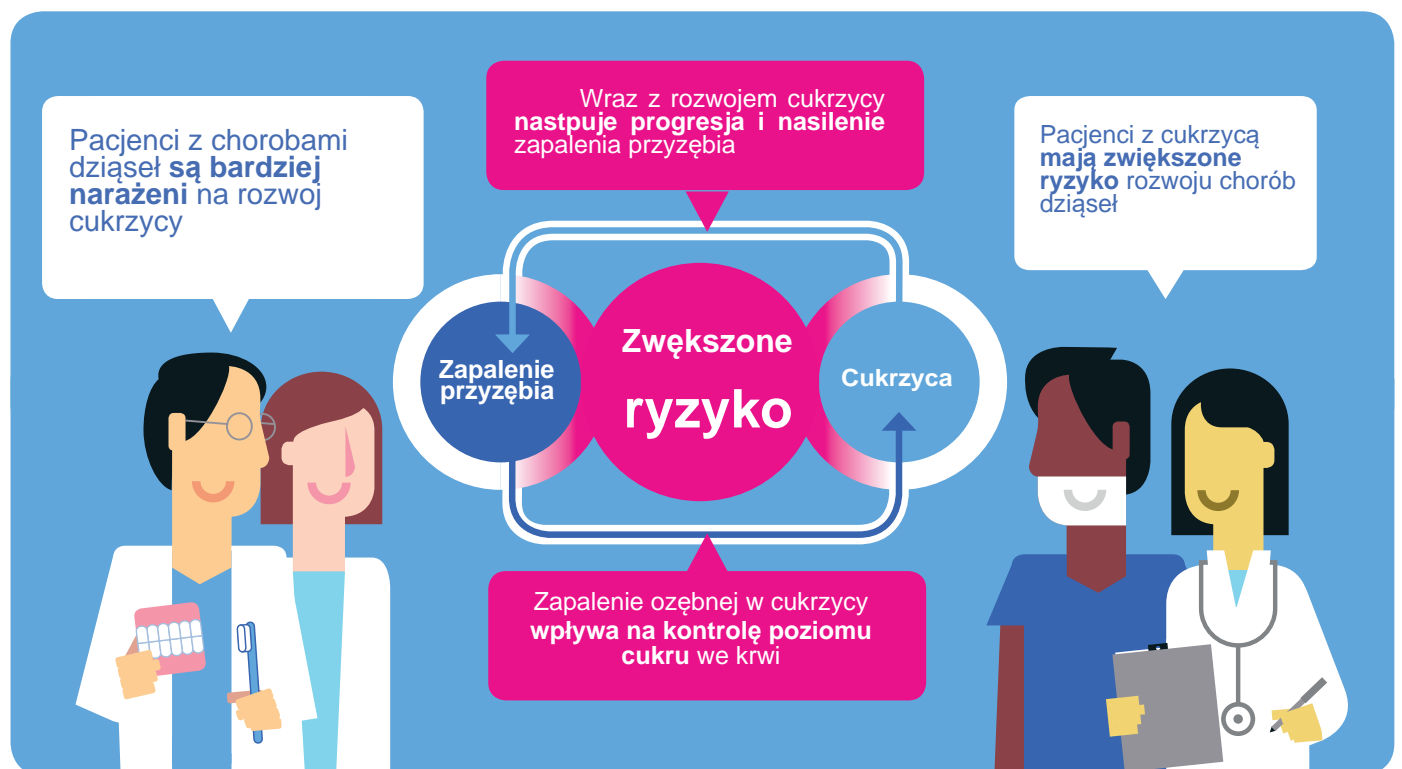 Pacjenci z chorobami
dziąseł są bardziej
narażeni na rozwoj
cukrzycy
Wraz z rozwojem cukrzycy
nastpuje progresja i nasilenie
zapalenia przyzębia
Pacjenci z cukrzycą
mają zwiększone
ryzyko rozwoju chorób
dziąseł
Zapalenie
przyzębia
Zwększone
ryzyko
Cukrzyca
Zapalenie ozębnej w cukrzycy
wpływa na kontrolę poziomu
cukru we krwi